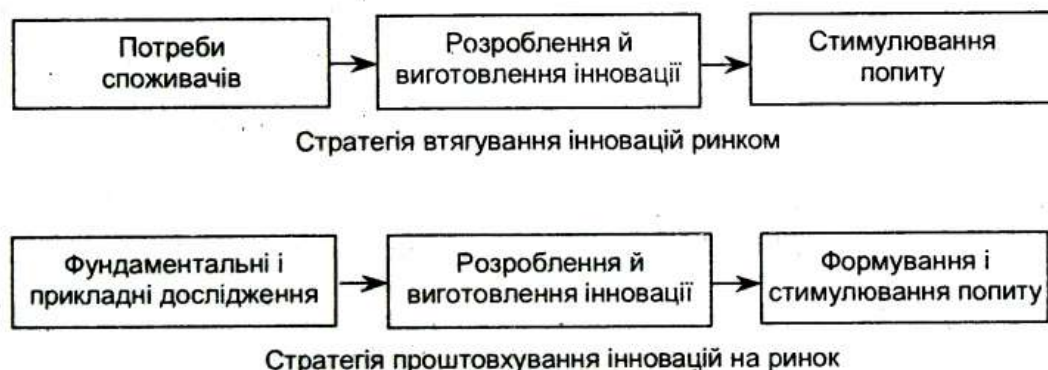 Потреби
споживачів
Розроблення й
виготовлення інновації
Стимулювання
попиту
Стратегія втягування інновацій ринком
Фундаментальні і
прикладні дослідження
Розроблення й
виготовлення інновації
Формування і
стимулювання попиту
Стратегія проштовхування інновацій на ринок